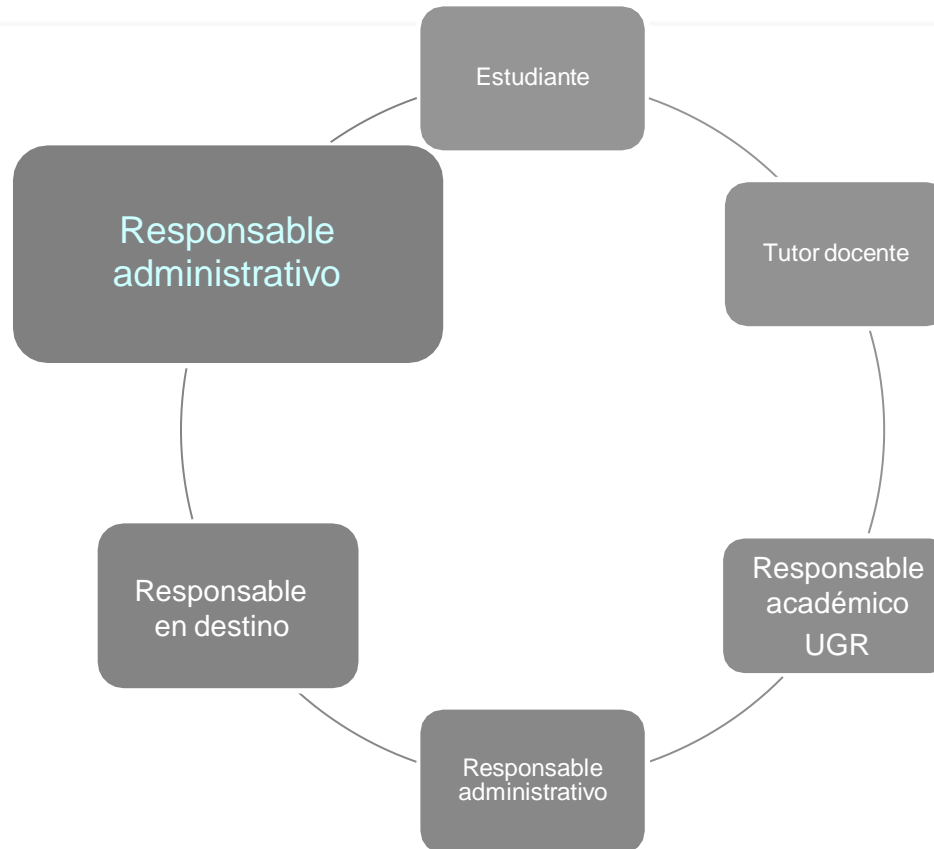 Estudiante
Responsable
administrativo
Tutor docente
Responsable
en destino
Responsable
académico
UGR
Responsable
administrativo